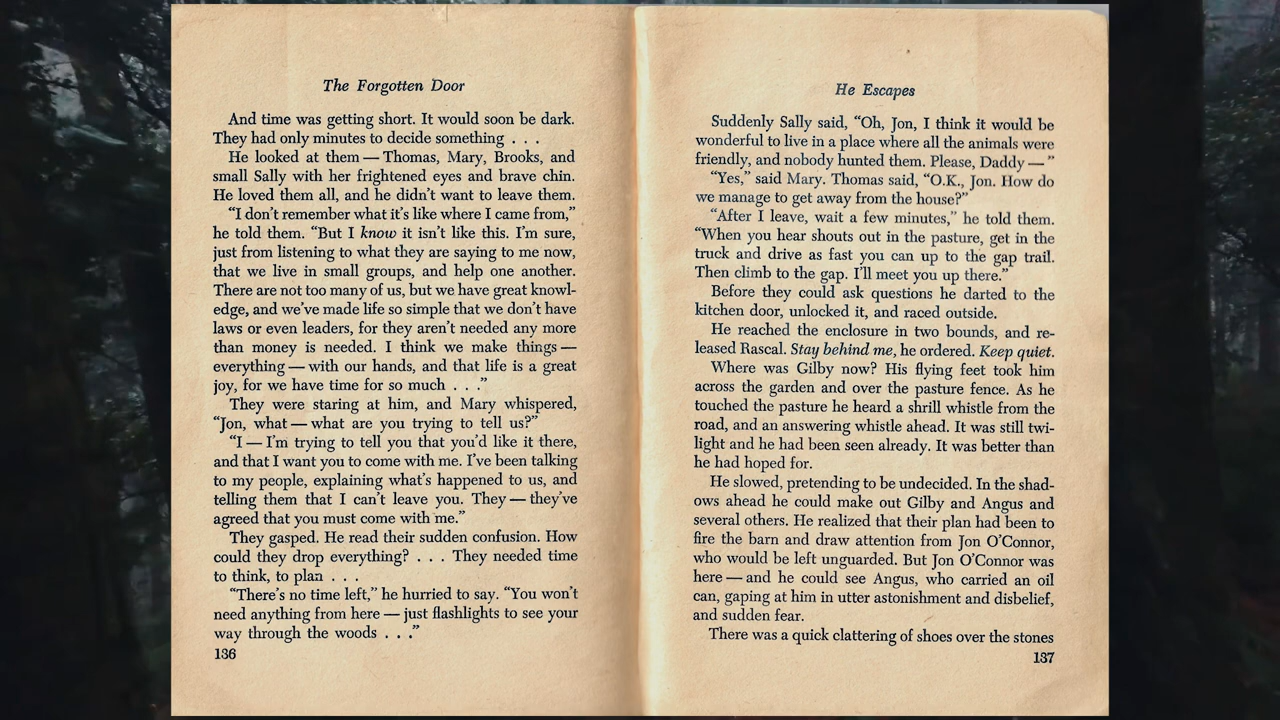 The Forgotten Door
And time was getting short. It would soon be dark.
They had only minutes to decide something . . .
He looked at them — Thomas, Mary, Brooks, and
small Sally with her frightened eyes and brave chin.
He loved them all, and he didn't want to leave them.
"I don't remember what it's like where I came from,"
he told them. "But I know it isn't like this. I'm sure,
just from listening to what they are saying to me now,
that we live in small groups, and help one another.
There are not too many of us, but we have great knowl-
edge, and we've made life so simple that we don't have
laws or even leaders, for they aren't needed any more
than money is needed. I think we make things —
everything — with our hands, and that life is a great
joy, for we have time for so much . . ."
They were staring at him, and Mary whispered,
"Jon, what — what are you trying to tell us?"
"I — I'm trying to tell you that you'd like it there,
and that I want you to come with me. I've been talking
to my people, explaining what's happened to us, and
telling them that I can't leave you. They — they've
agreed that you must come with me."
They gasped. He read their sudden confusion. How
could they drop everything? . . . They needed time
to think, to plan . . .
"There's no time left," he hurried to say. "You won't
need anything from here — just flashlights to see your
way through the woods . . ."
136
He Escapes
Suddenly Sally said, "Oh, Jon, I think it would be
wonderful to live in a place where all the animals were
friendly, and nobody hunted them. Please, Daddy — "
"Yes," said Mary. Thomas said, "O.K., Jon. How do
we manage to get away from the house?"
"After I leave, wait a few minutes," he told them.
"When you hear shouts out in the pasture, get in the
truck and drive as fast you can up to the gap trail.
Then climb to the gap. I'll meet you up there."
Before they could ask questions he darted to the
kitchen door, unlocked it, and raced outside.
He reached the enclosure in two bounds, and re-
leased Rascal. Stay behind me, he ordered. Keep quiet.
Where was Gilby now? His flying feet took him
across the garden and over the pasture fence. As he
touched the pasture he heard a shrill whistle from the
road, and an answering whistle ahead. It was still twi-
light and he had been seen already. It was better than
he had hoped for.
He slowed, pretending to be undecided. In the shad-
ows ahead he could make out Gilby and Angus and
several others. He realized that their plan had been to
fire the barn and draw attention from Jon O'Connor,
who would be left unguarded. But Jon O'Connor was
here — and he could see Angus, who carried an oil
can, gaping at him in utter astonishment and disbelief,
and sudden fear.
There was a quick clattering of shoes over the stones
137